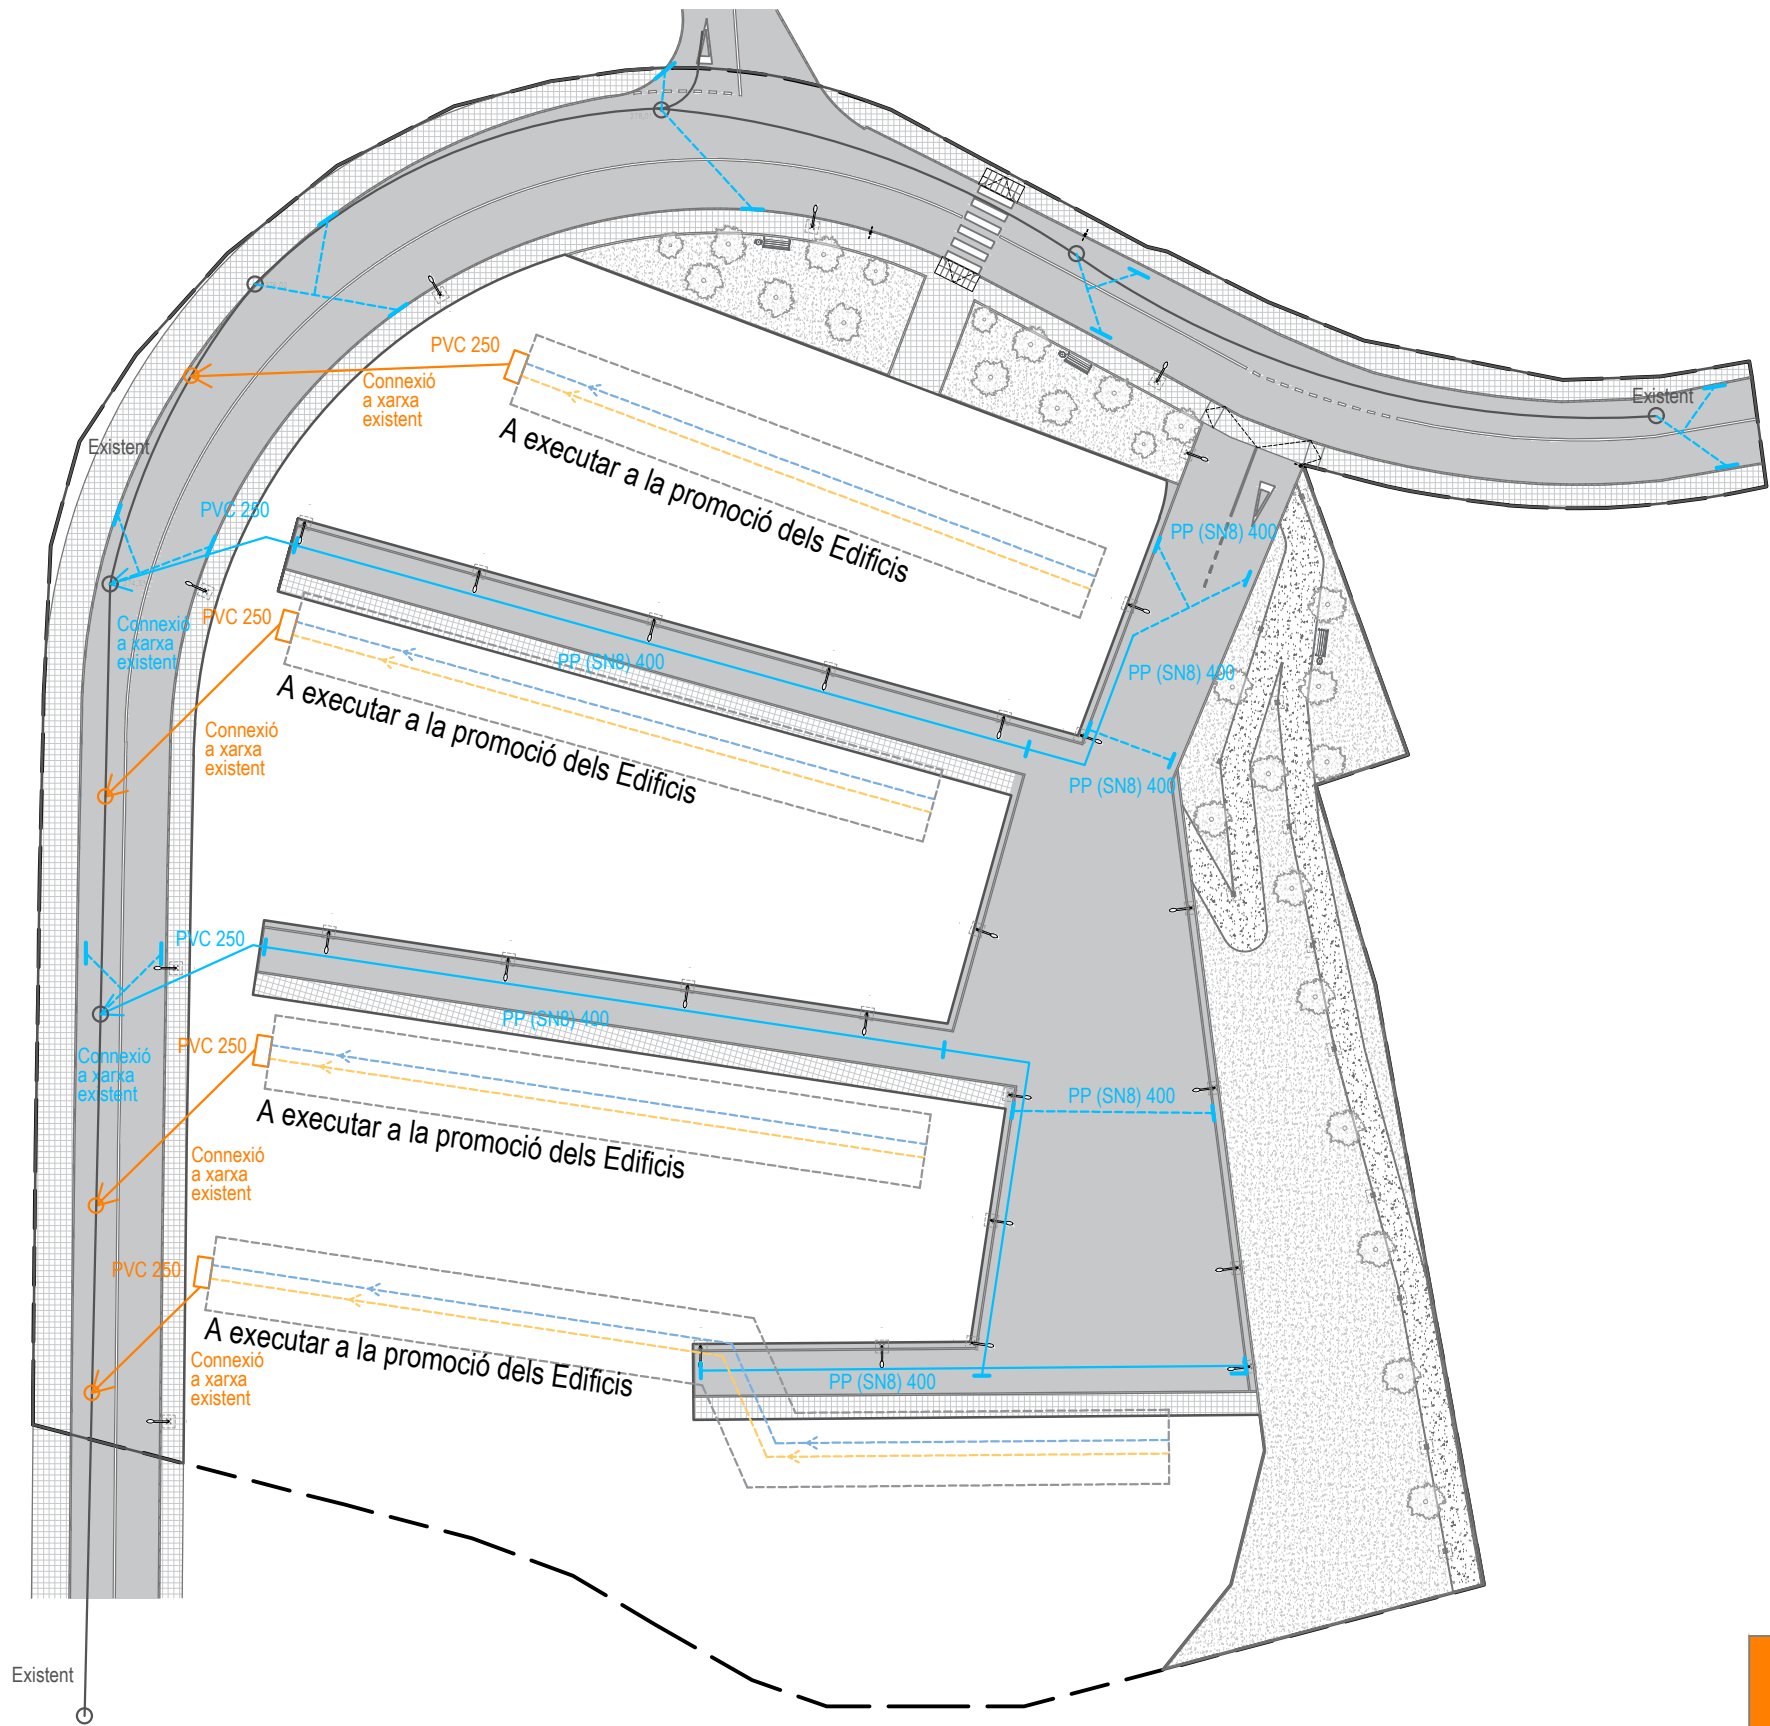 PVC 250
Connexió
a xarxa
existent
Existent
Existent
A executar a la promoció dels Edificis
PVC 250
PP (SN8) 400
PVC 250
Connexió
a xarxa
existent
PP (SN8) 400
PP (SN8) 400
A executar a la promoció dels Edificis
Connexió
a xarxa
existent
PP (SN8) 400
PVC 250
PP (SN8) 400
PVC 250
Connexió
a xarxa
existent
PP (SN8) 400
A executar a la promoció dels Edificis
Connexió
a xarxa
existent
PVC 250
A executar a la promoció dels Edificis
Connexió
a xarxa
existent
PP (SN8) 400
Existent